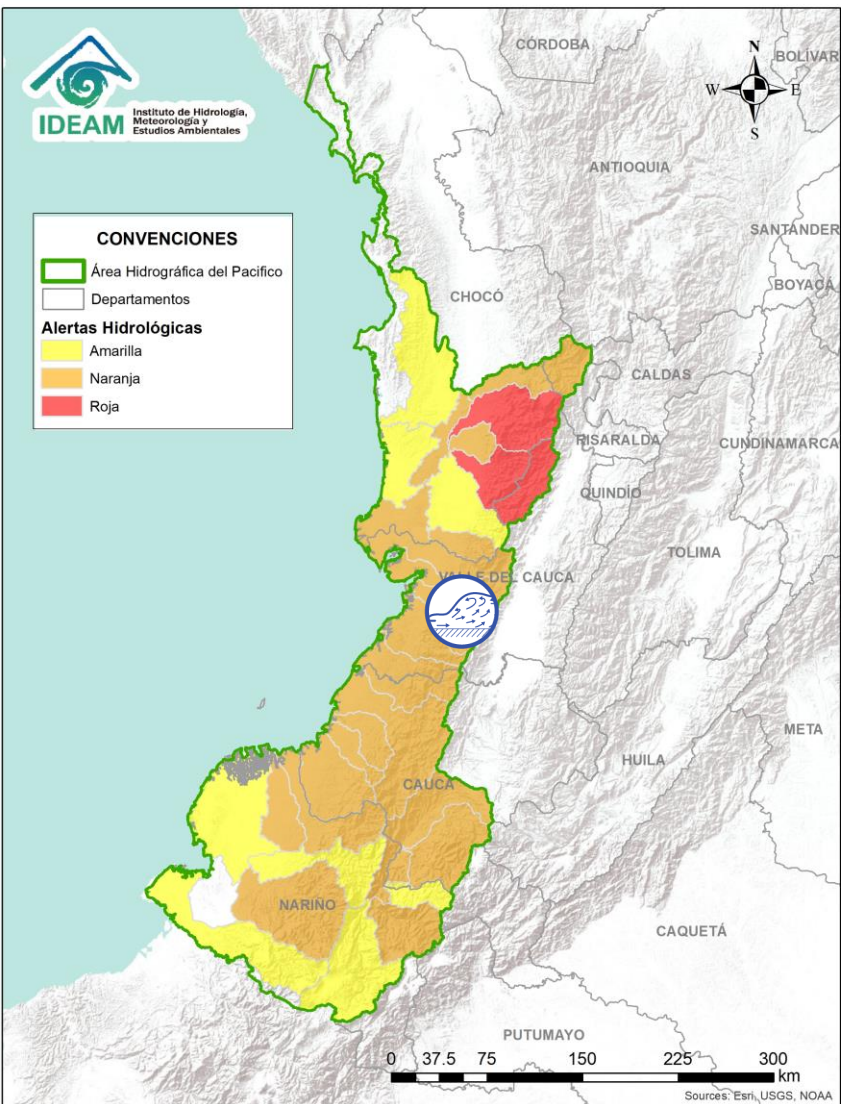 IDEAM
Instituto de Hidrología,
Meteorología y
Estudios Ambientales
CÓRDOBA
BOLÍVAR
N
W
E
S
ANTIOQUIA
SANTANDER
BOYACÁ
CONVENCIONES
Área Hidrográfica del Pacifico
Departamentos
Alertas Hidrológicas
Amarilla
Naranja
Roja
CHOCÓ
CALDAS
RISARALDA
CUNDINAMARCA
QUINDÍO
TOLIMA
VALLE DEL CAUCA
META
HUILA
CAUCA
NARIÑO
CAQUETÁ
PUTUMAYO
0 37.5 75 150 225 300
km
Sources: Esri, USGS, NOAA